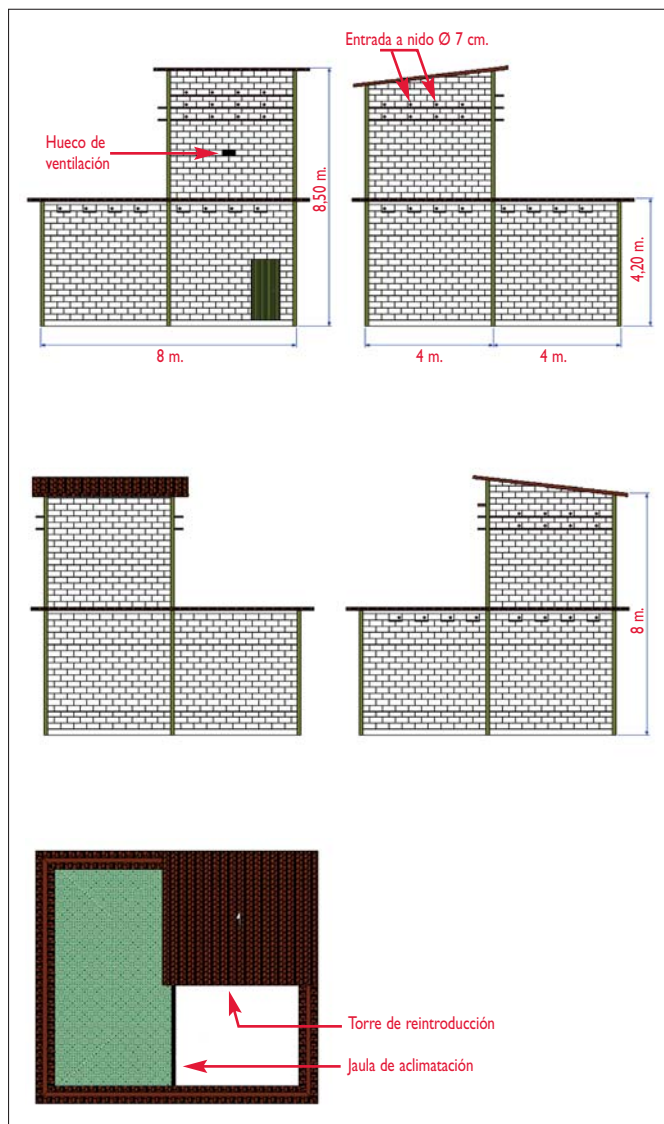 Entrada a nido Ø 7 cm.
Hueco de
ventilación
8,50 m.
4,20 m.
8 m.
4 m.
4 m.
8 m.
Torre de reintroducción
Jaula de aclimatación